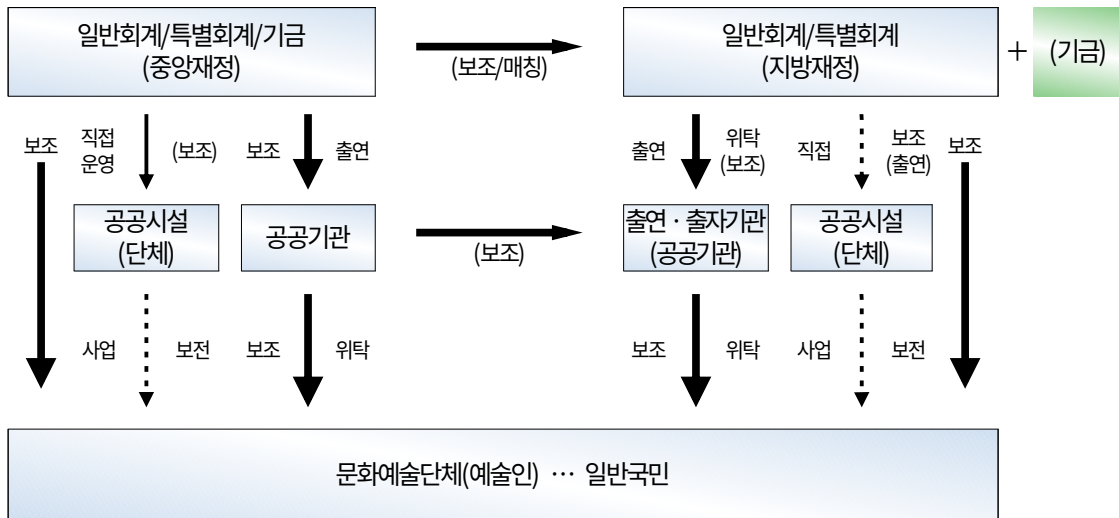 일반회계/특별회계/기금
(중앙재정)
(보조/매칭)
일반회계/특별회계
(지방재정)
+
(기금)
보조
직접
운영
(보조)
보조
출연
출연
위탁
(보조)
직접
보조
(출연)
보조
공공시설
(단체)
공공기관
(보조)
출연 · 출자기관
(공공기관)
공공시설
(단체)
사업
보전
보조
위탁
보조
위탁
사업
보전
문화예술단체(예술인) … 일반국민